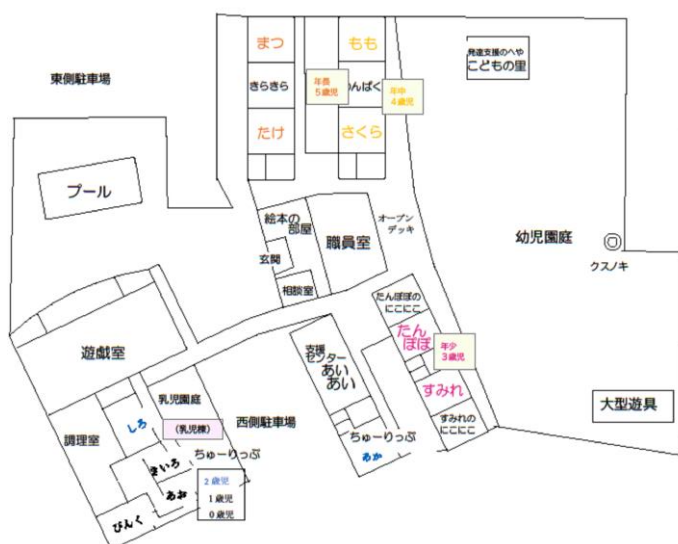 東側駐車場
プール
まつ
きらきら
たけ
年長
5歳児
もも
んぱく
さくら
年中
4歳児
発達支援のへや
こどもの里
絵本の
部屋
玄関
相談室
職員室
オープン
デッキ
幼児園庭
クスノキ
大型遊具
遊戯室
調理室
しろ
乳児園庭
(乳児棟)
西側駐車場
ちゅーりっぷ
きいろ
あお
ぴんく
2歳児
1歳児
0歳児
支援
センター
あい
あい
ちゅーりっぷ
たんぽぽの
にこにこ
たん
ぽぽ
年少
3歳児
すみれ
すみれの
にこにこ